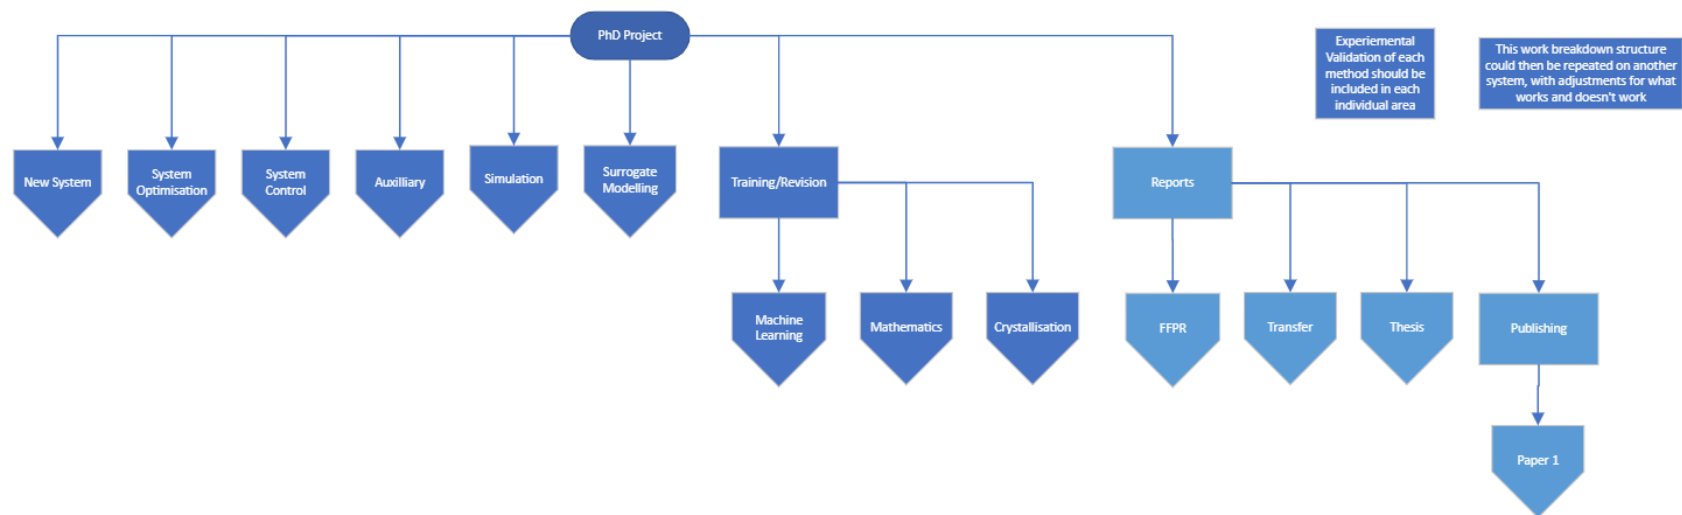 PhD Project
Experiemental
Validation of each
method should be
included in each
individual area
This work breakdown structure
could then be repeated on another
system, with adjustments for what
works and doesn't work
New System
System
Optimisation
System
Control
Auxilliary
Simulation
Surrogate
Modelling
Training/Revision
Reports
Machine
Learning
Mathematics
Crystallisation
FFPR
Transfer
Thesis
Publishing
Paper 1